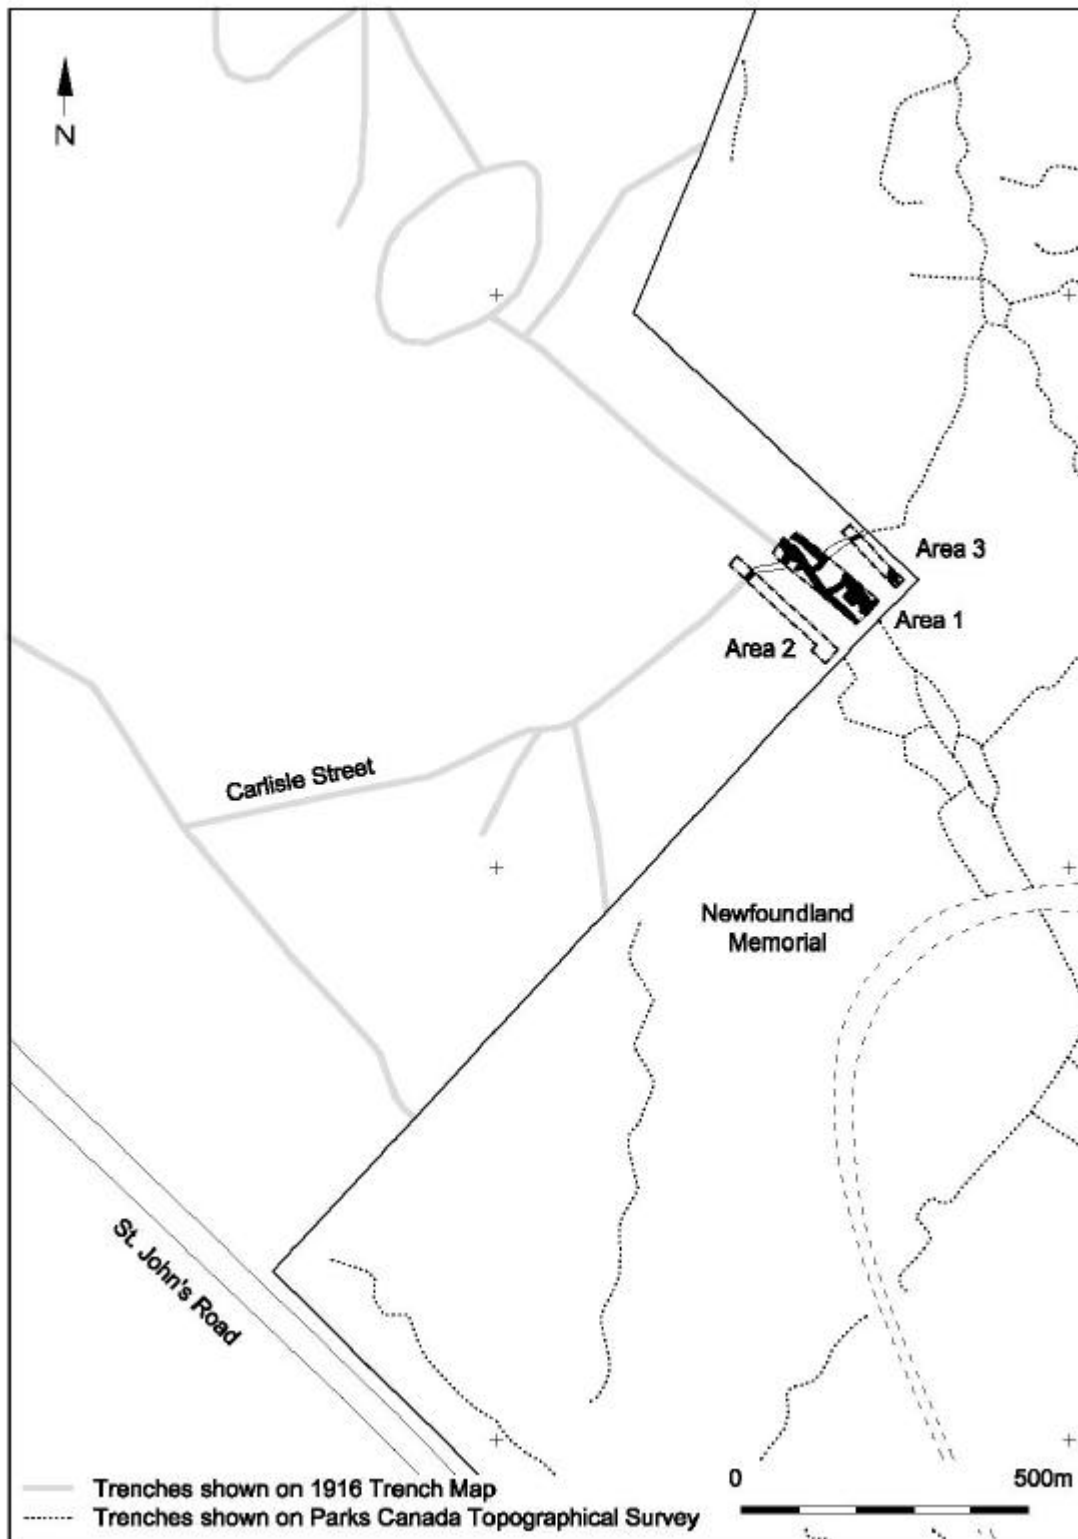 N
Area 3
Area 1
Area 2
Carlisle Street
Newfoundland
Memorial
St. John's Road
0 500m
Trenches shown on 1916 Trench Map
Trenches shown on Parks Canada Topographical Survey